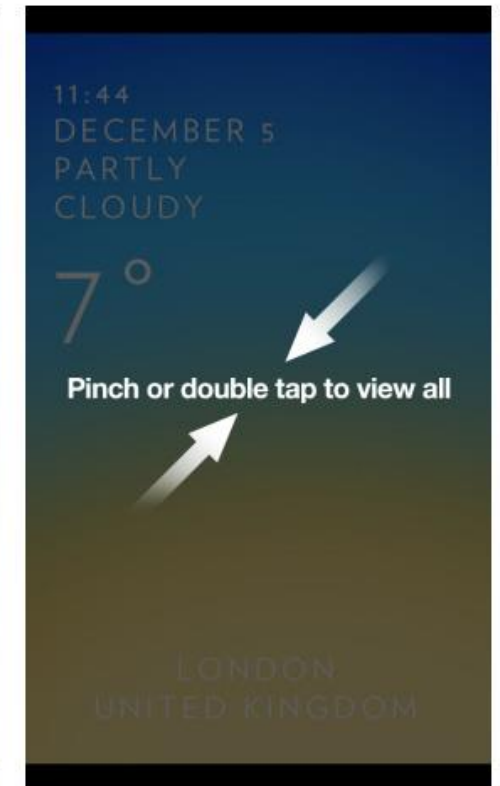 11:44
DECEMBER 5
PARTLY
CLOUDY
7°
Pinch or double tap to view all
LONDON
UNITED KINGDOM